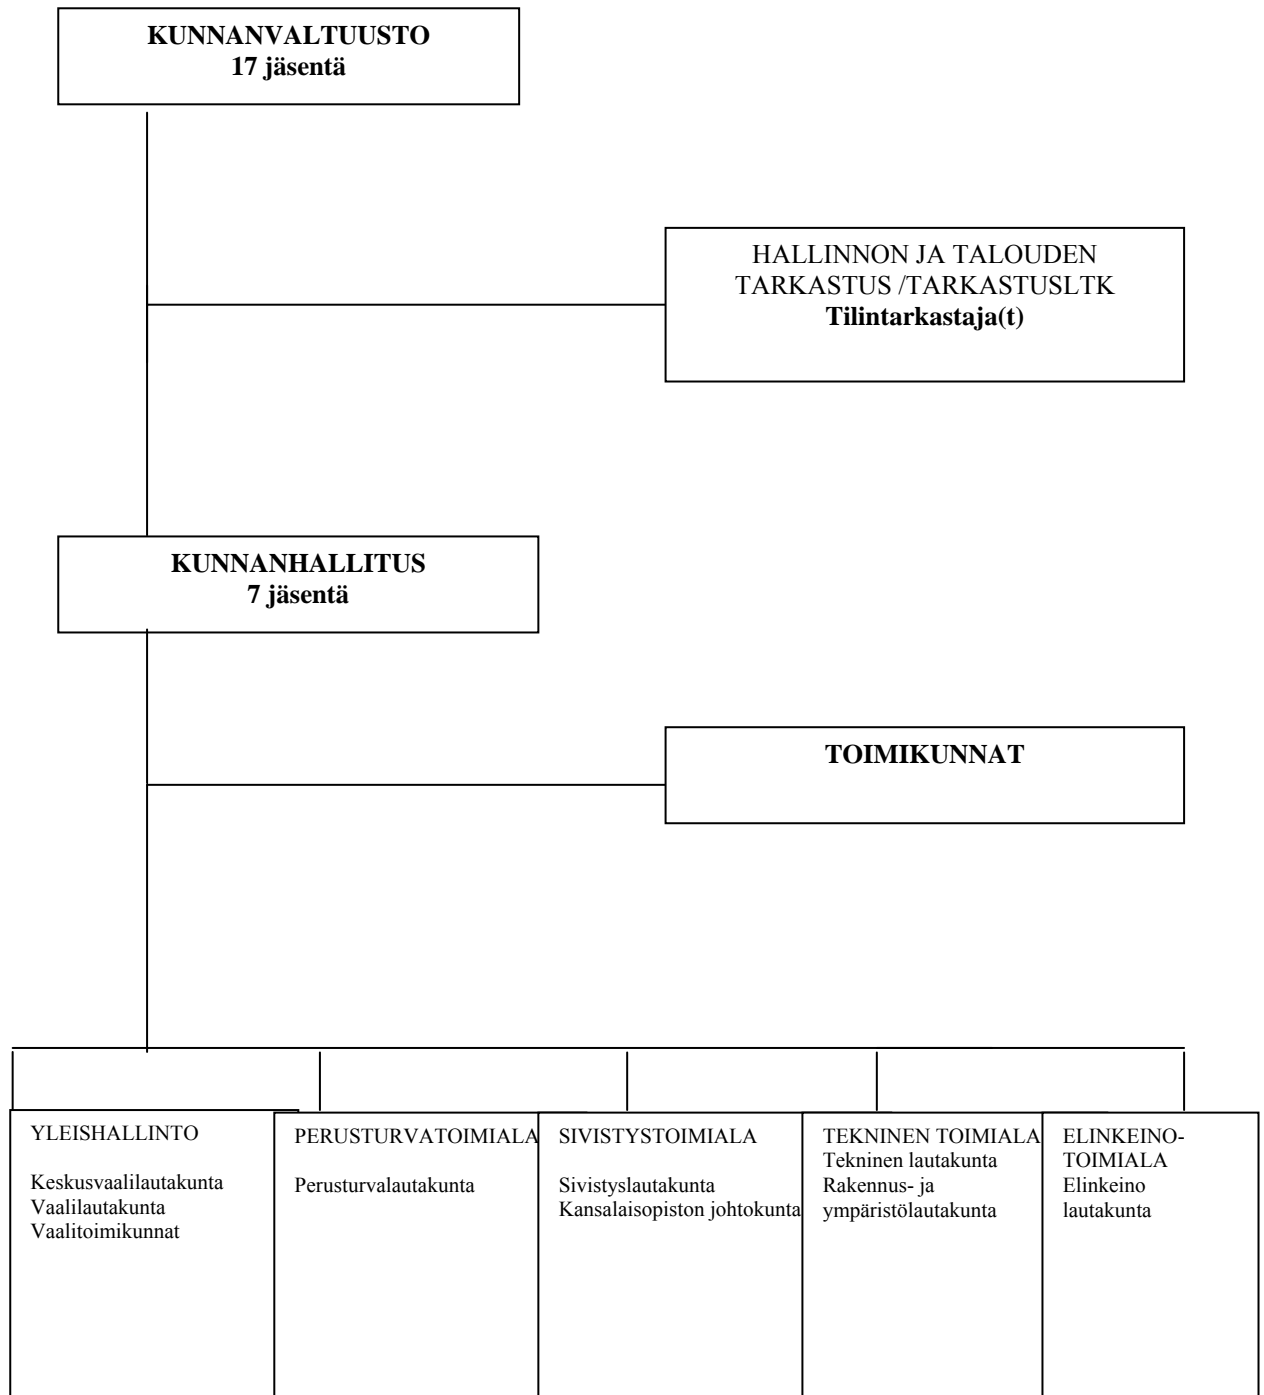 KUNNANVALTUUSTO
17 jäsentä
HALLINNON JA TALOUDEN
TARKASTUS /TARKASTUSLTK
Tilintarkastaja(t)
KUNNANHALLITUS
7 jäsentä
TOIMIKUNNAT
YLEISHALLINTO
Keskusvaalilautakunta
Vaalilautakunta
Vaalitoimikunnat
PERUSTURVATOIMIALA
Perusturvalautakunta
SIVISTYSTOIMIALA
Sivistyslautakunta
Kansalaisopiston johtokunta
TEKNINEN TOIMIALA
Tekninen lautakunta
Rakennus- ja
ympäristölautakunta
ELINKEINO-
TOIMIALA
Elinkeino
lautakunta